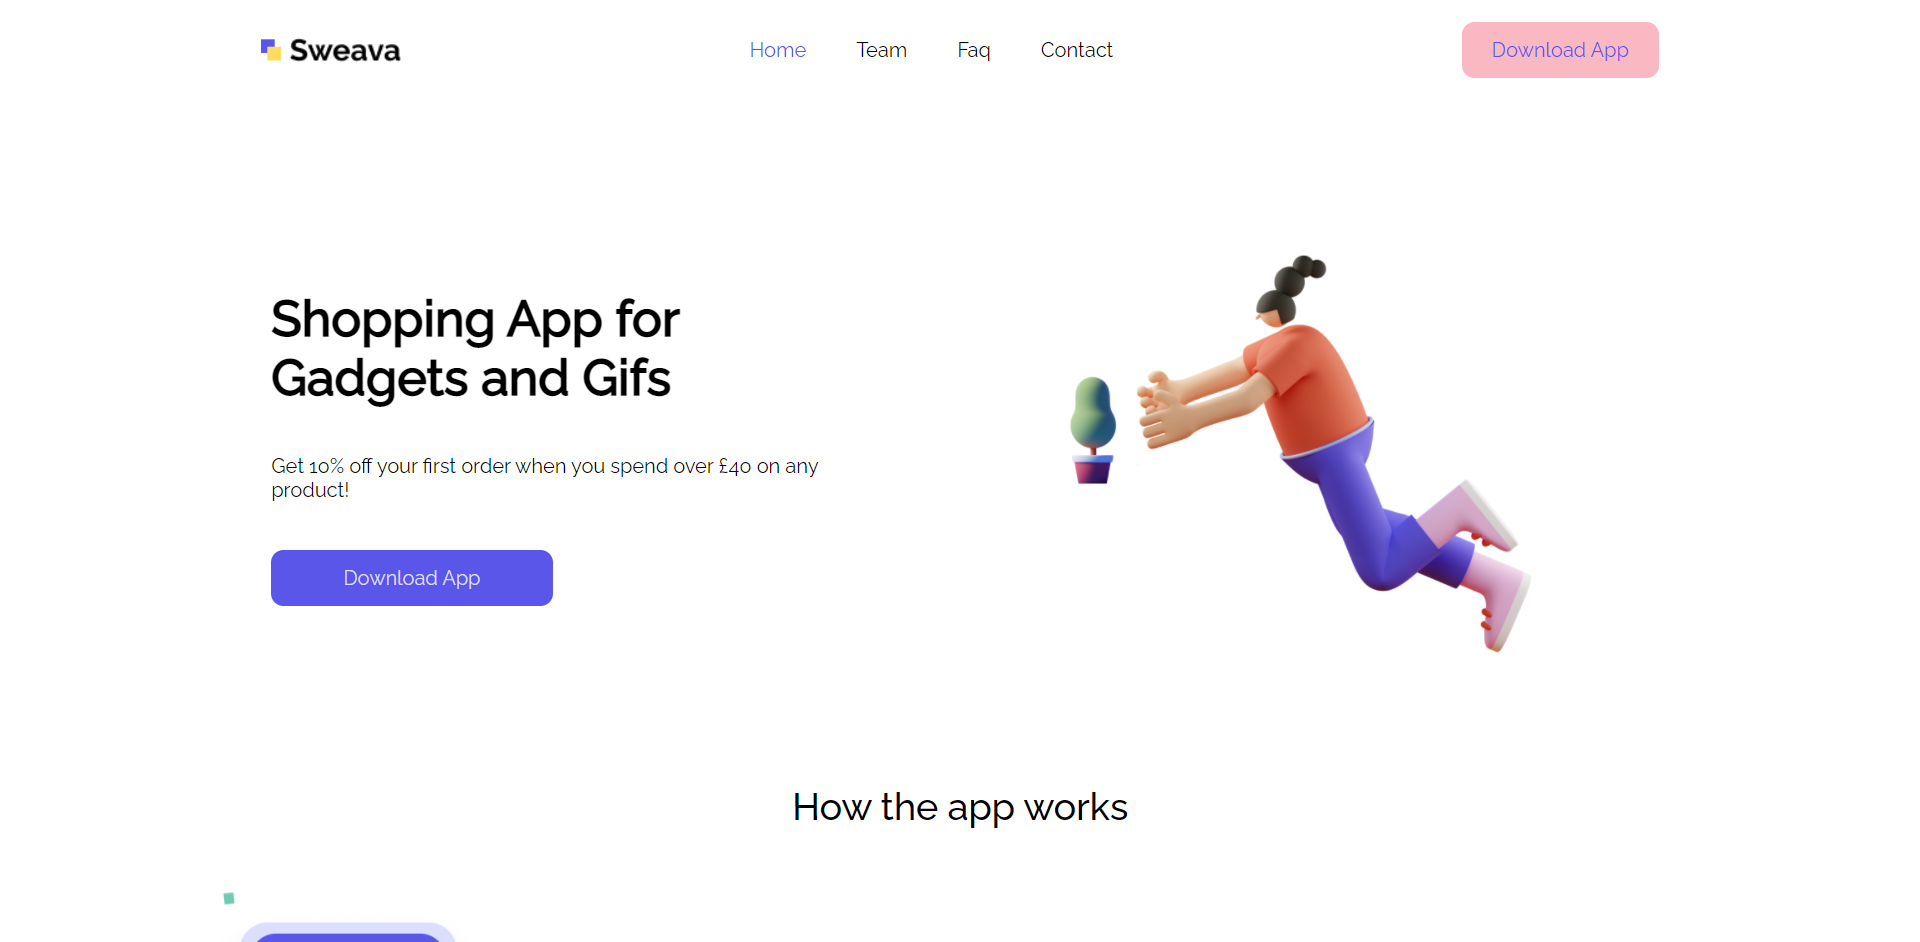 Sweava
Home Team Faq Contact
Download App
Shopping App for
Gadgets and Gifs
Get 10% off your first order when you spend over £40 on any
product!
Download App
How the app works